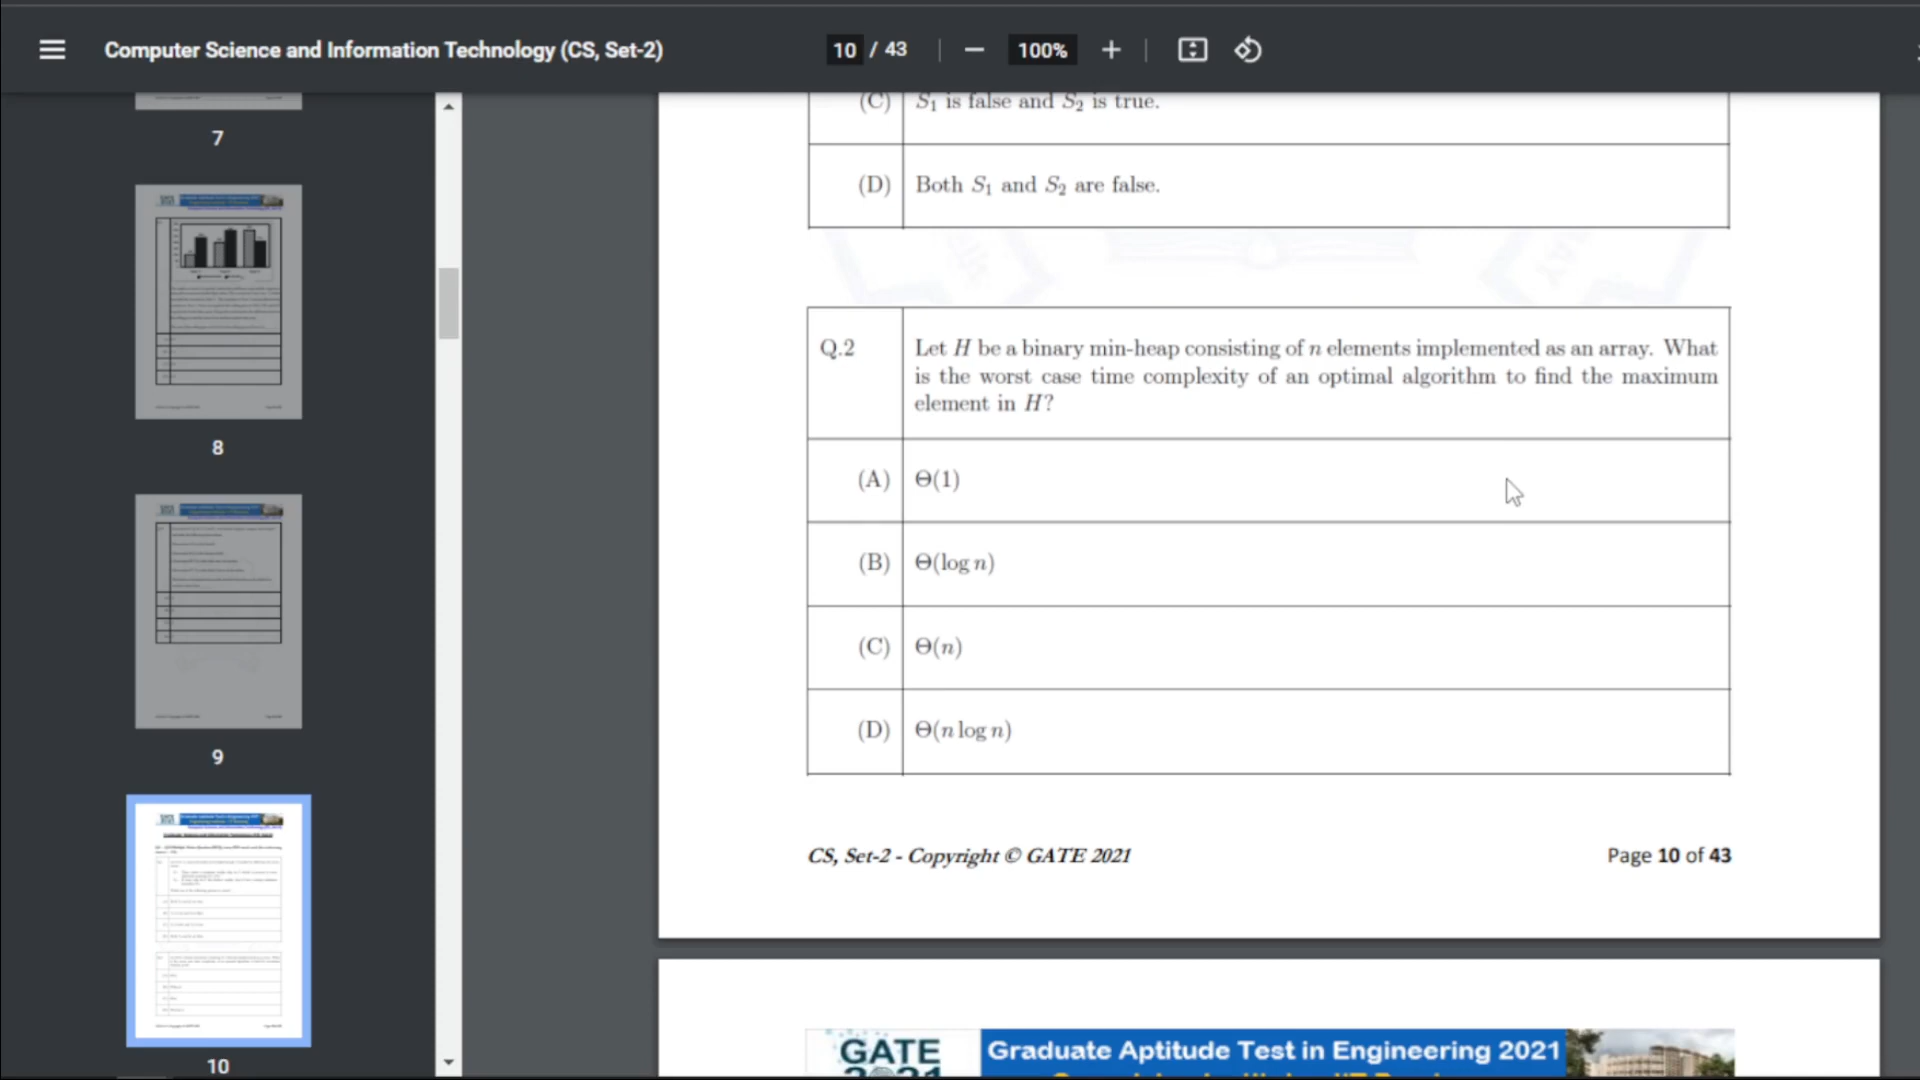 Computer Science and Information Technology (CS, Set-2)
10 / 43
100%
7
8
9
10
(C) S₁ is false and S₂ is true.
(D) Both S₁ and S₂ are false.
Q.2 Let H be a binary min-heap consisting of n elements implemented as an array. What
is the worst case time complexity of an optimal algorithm to find the maximum
element in H?
(A) Θ(1)
(B) Θ(log n)
(C) Θ(n)
(D) Θ(n log n)
CS, Set-2 - Copyright © GATE 2021
Page 10 of 43
GATE
2021
Graduate Aptitude Test in Engineering 2021